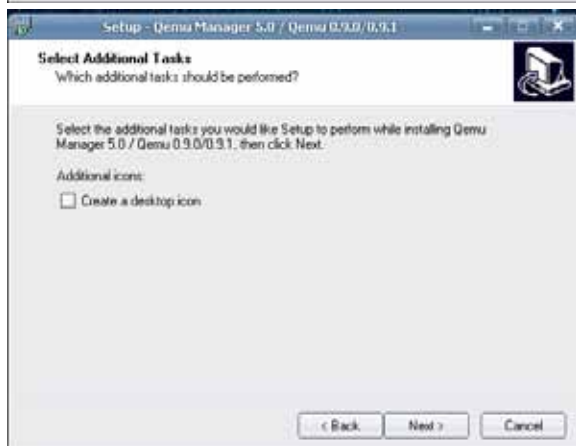 Setup - Qemu Manager 5.0 / Qemu 0.9.0/0.9.1
Select Additional Tasks
Which additional tasks should be performed?
Select the additional tasks you would like Setup to perform while installing Qemu
Manager 5.0 / Qemu 0.9.0/0.9.1, then click Next.
Additional icons:
Create a desktop icon
< Back
Next >
Cancel